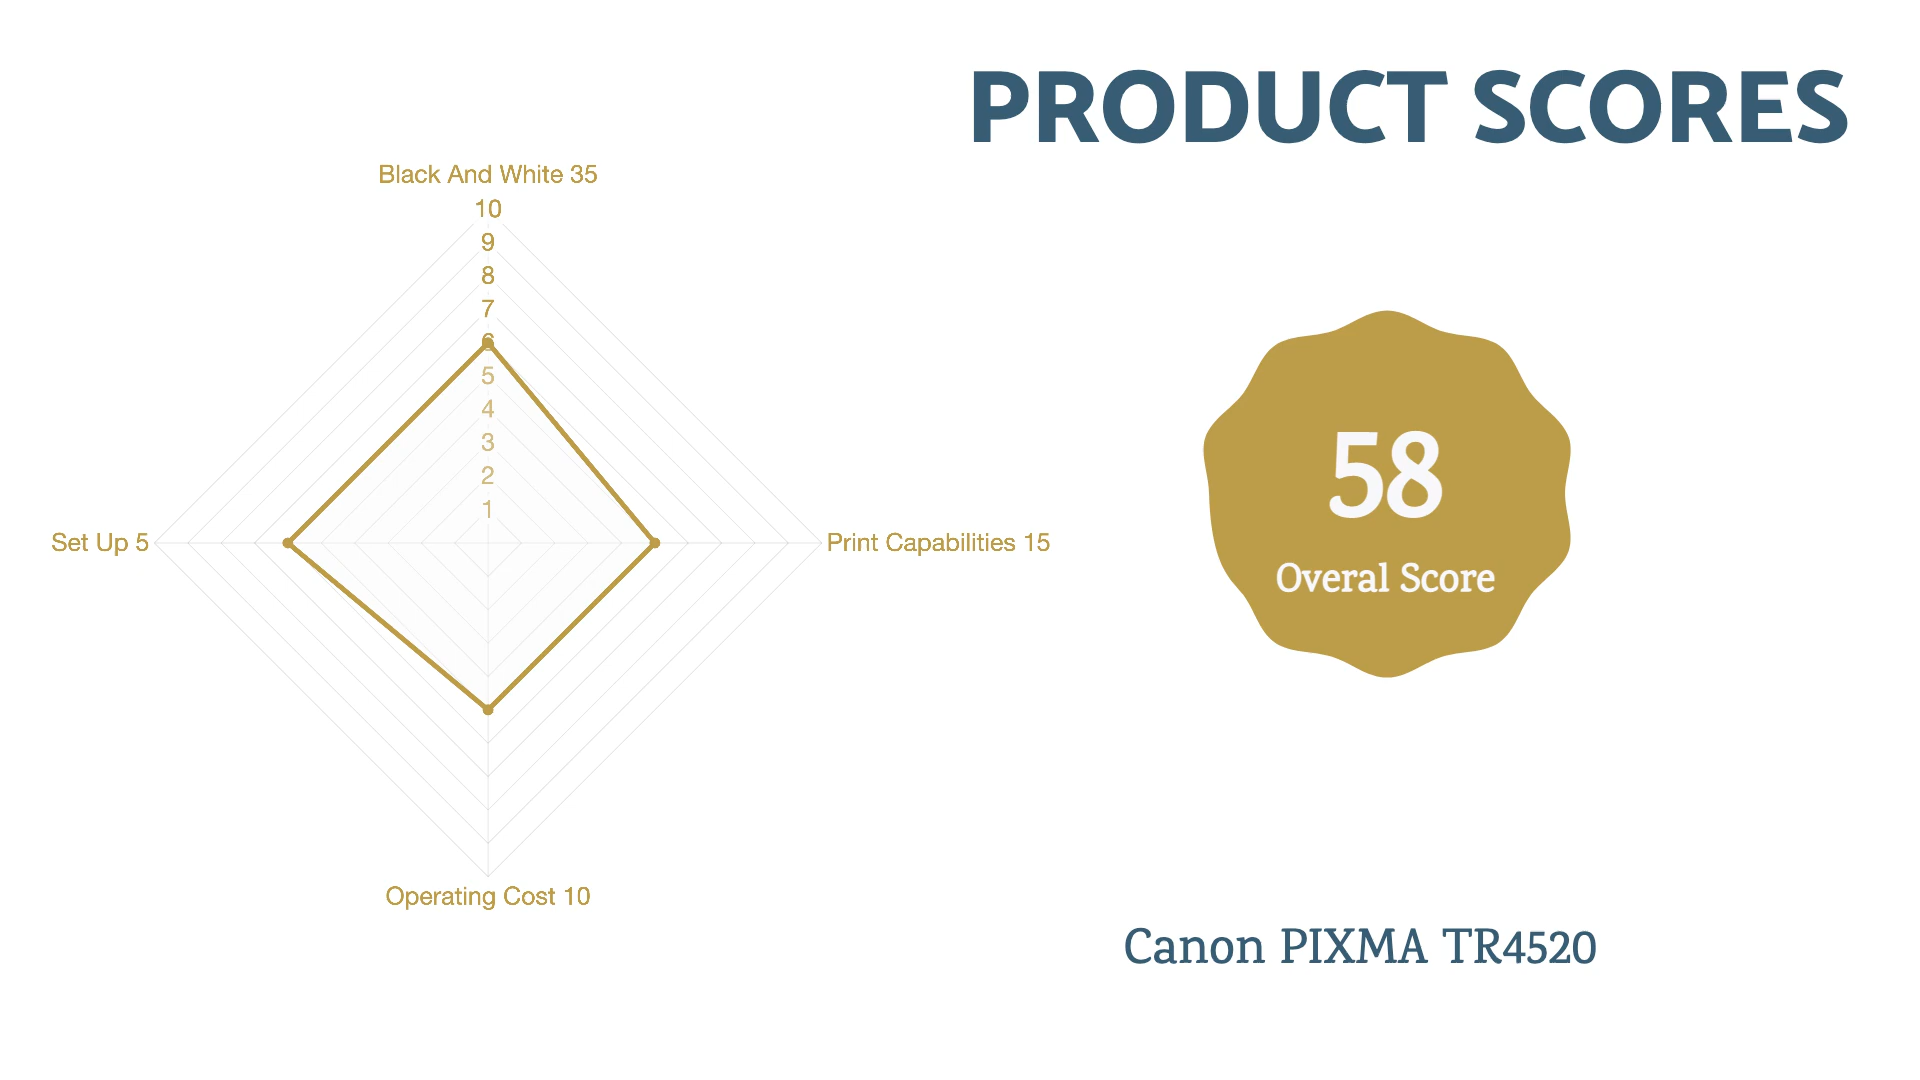 PRODUCT SCORES
Black And White 35
10
9
8
7
6
5
4
3
2
1
Set Up 5
Print Capabilities 15
Operating Cost 10
58
Overal Score
Canon PIXMA TR4520